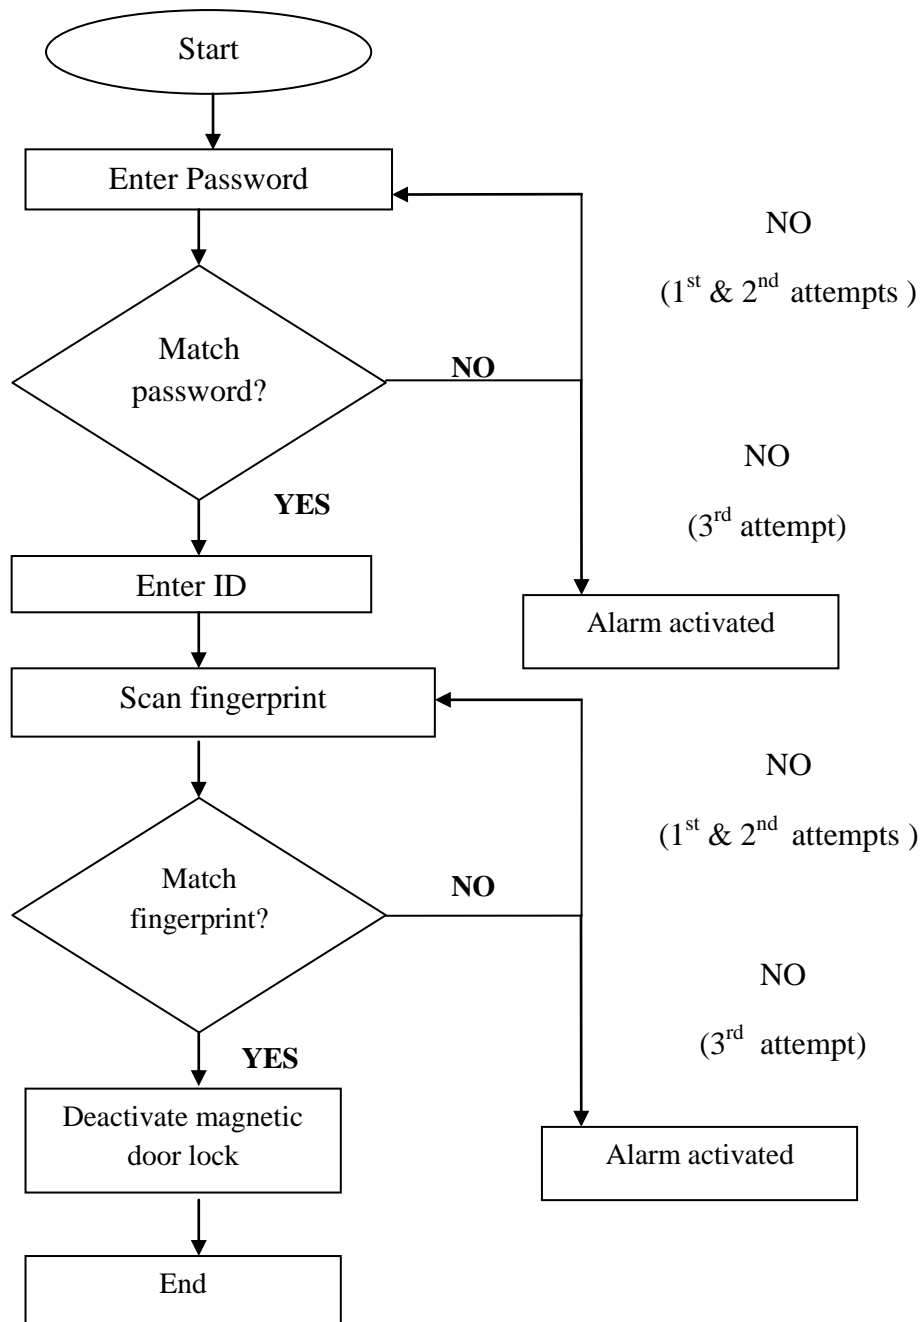 Start
Enter Password
NO
(1st & 2nd attempts )
Match
password?
NO
NO
(3rd attempt)
YES
Enter ID
Alarm activated
Scan fingerprint
NO
(1st & 2nd attempts )
Match
fingerprint?
NO
NO
(3rd attempt)
YES
Deactivate magnetic
door lock
Alarm activated
End